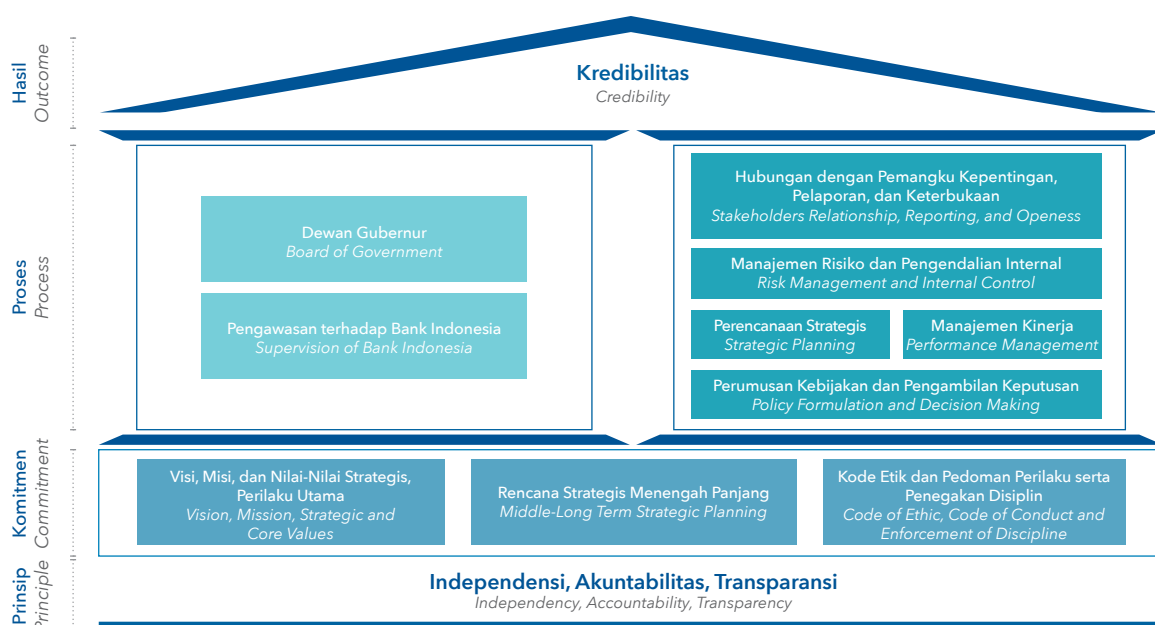 Hasil
Outcome
Kredibilitas
Credibility
Proses
Process
Dewan Gubernur
Board of Government
Pengawasan terhadap Bank Indonesia
Supervision of Bank Indonesia
Hubungan dengan Pemangku Kepentingan,
Pelaporan, dan Keterbukaan
Stakeholders Relationship, Reporting, and Openess
Manajemen Risiko dan Pengendalian Internal
Risk Management and Internal Control
Perencanaan Strategis
Strategic Planning
Manajemen Kinerja
Performance Management
Perumusan Kebijakan dan Pengambilan Keputusan
Policy Formulation and Decision Making
Komitmen
Commitment
Visi, Misi, dan Nilai-Nilai Strategis,
Perilaku Utama
Vision, Mission, Strategic and
Core Values
Rencana Strategis Menengah Panjang
Middle-Long Term Strategic Planning
Kode Etik dan Pedoman Perilaku serta
Penegakan Disiplin
Code of Ethic, Code of Conduct and
Enforcement of Discipline
Prinsip
Principle
Independensi, Akuntabilitas, Transparansi
Independency, Accountability, Transparency